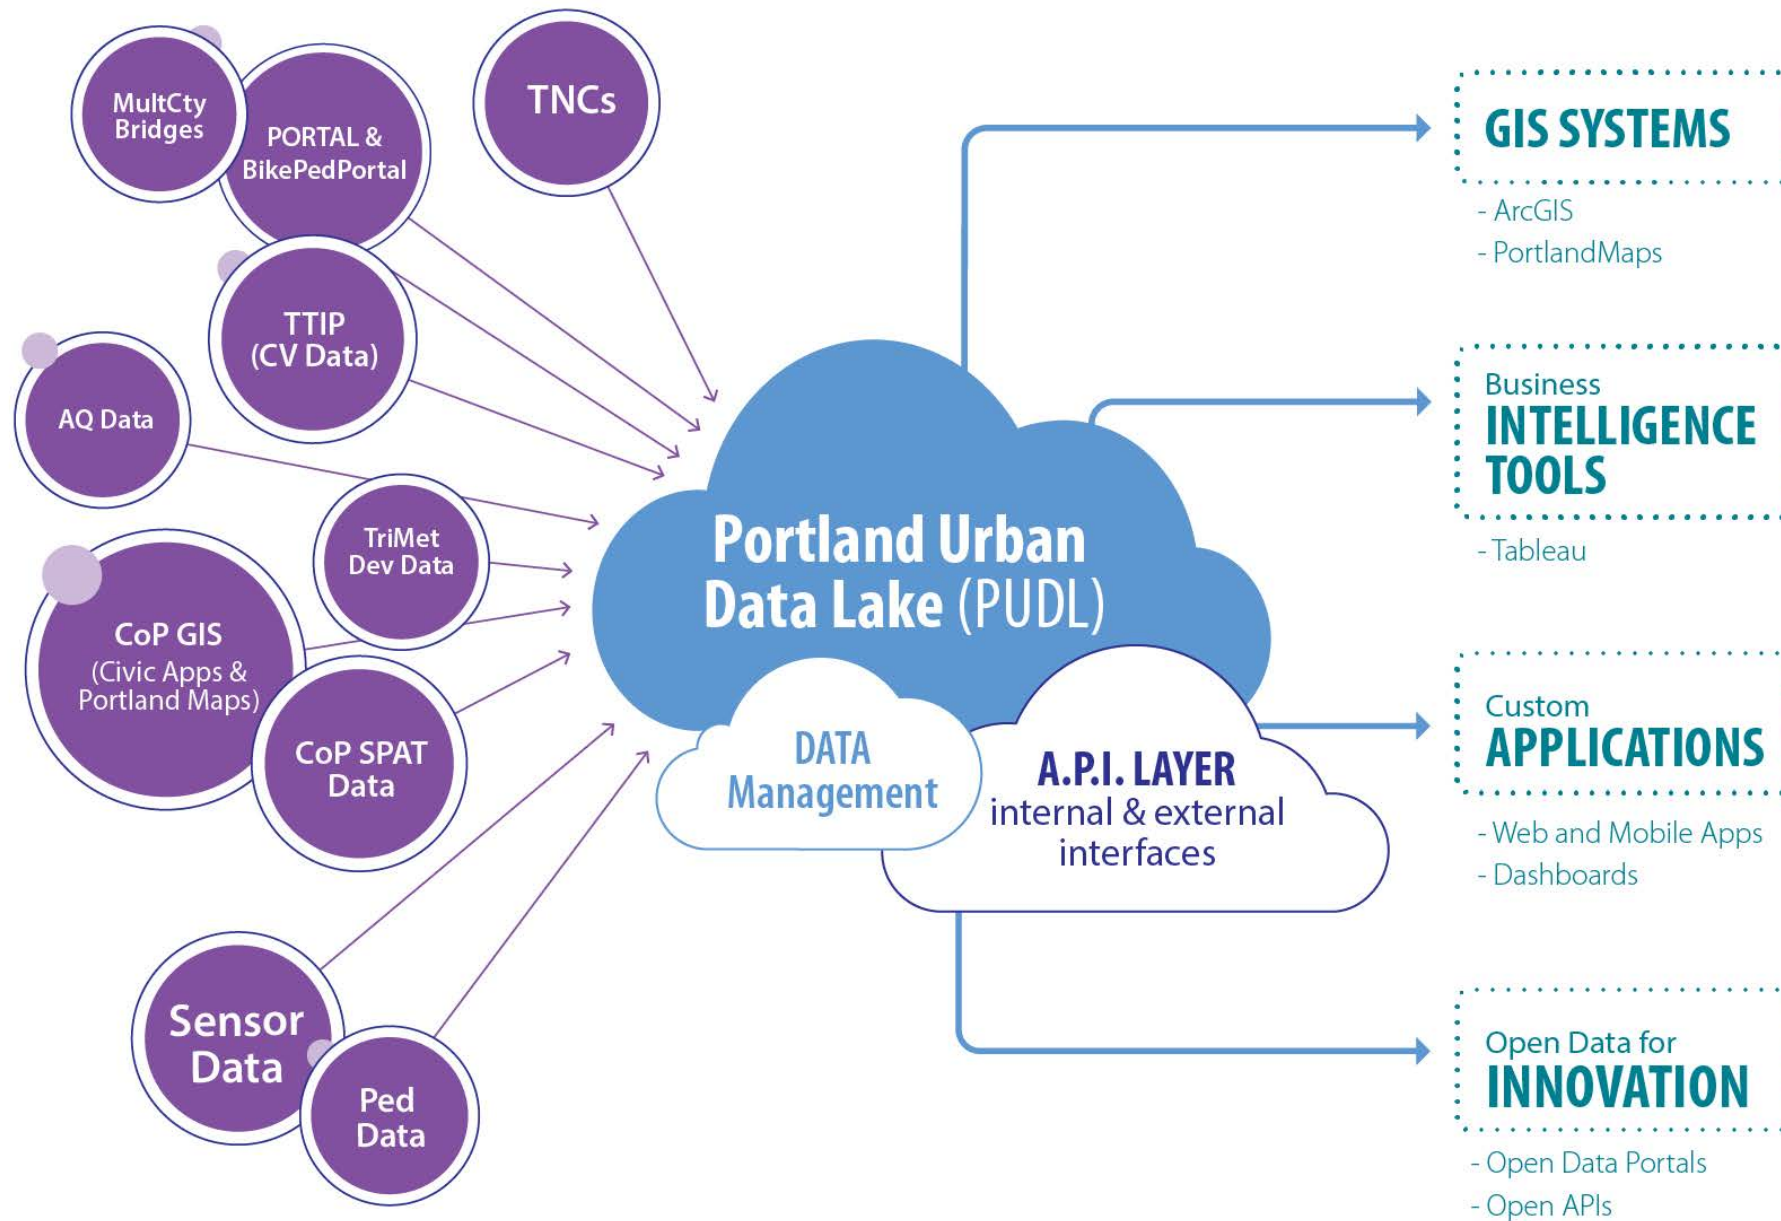 MultCty
Bridges
PORTAL &
BikePedPortal
TNCs
TTIP
(CV Data)
AQ Data
TriMet
Dev Data
CoP GIS
(Civic Apps &
Portland Maps)
CoP SPAT
Data
Sensor
Data
Ped
Data
Portland Urban
Data Lake (PUDL)
DATA
Management
A.P.I. LAYER
internal & external
interfaces
GIS SYSTEMS
- ArcGIS
- PortlandMaps
Business
INTELLIGENCE
TOOLS
- Tableau
Custom
APPLICATIONS
- Web and Mobile Apps
- Dashboards
Open Data for
INNOVATION
- Open Data Portals
- Open APIs